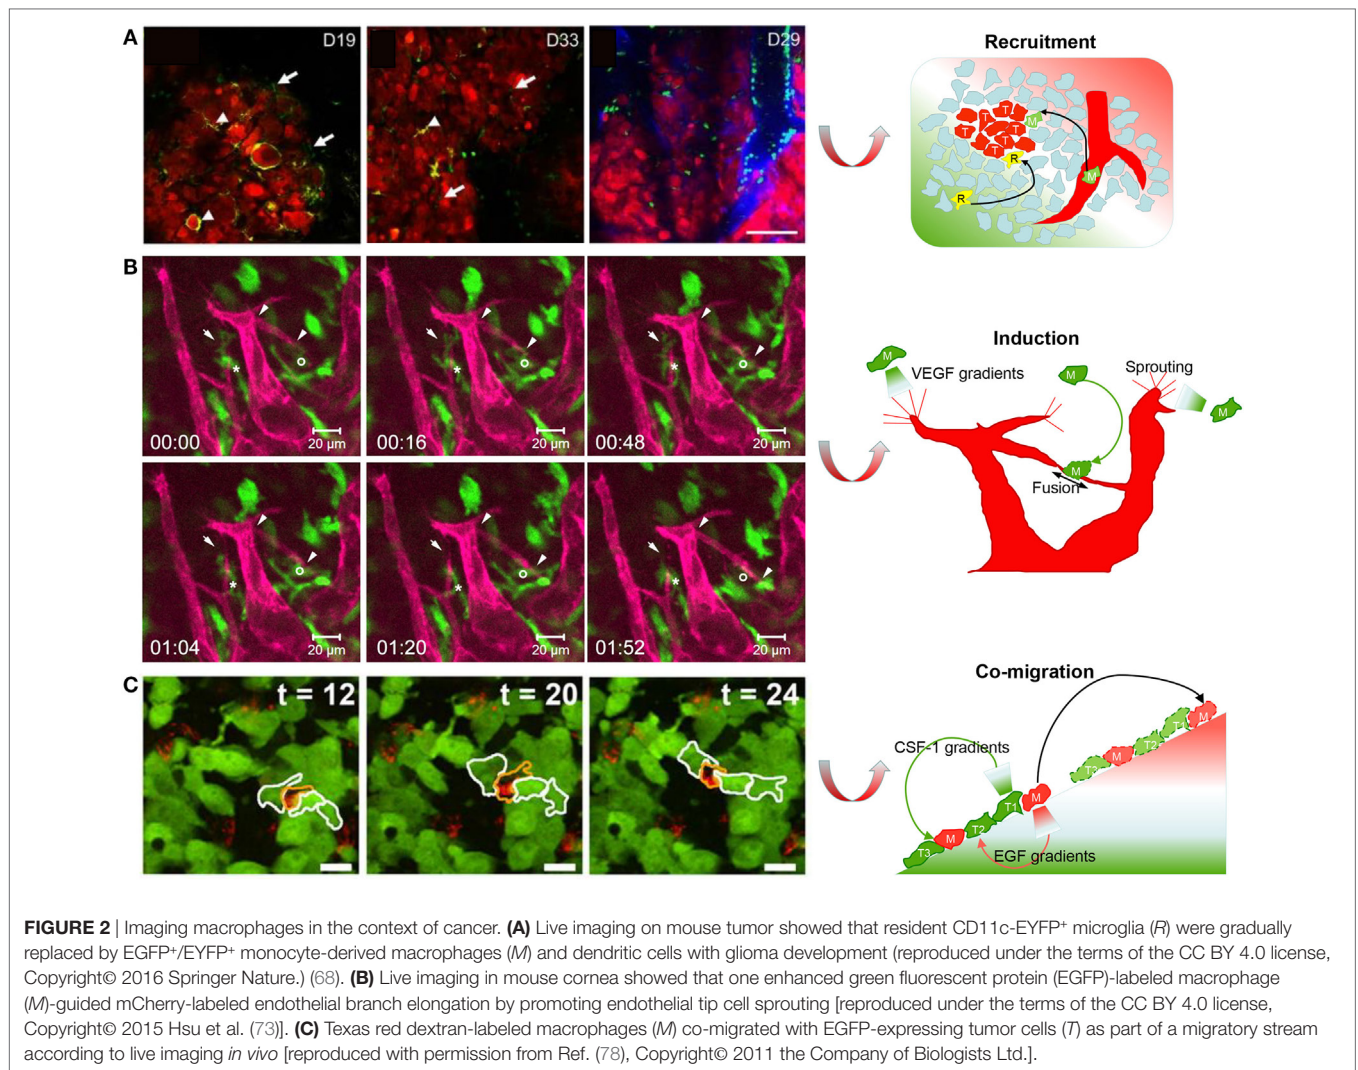 A
D19
D33
D29
Recruitment
T
T
T
T
T
T
T
M
R
R
M
B
00:00
20 µm
00:16
20 µm
00:48
20 µm
01:04
20 µm
01:20
20 µm
01:52
20 µm
Induction
M
VEGF gradients
M
Sprouting
M
M
Fusion
C
t = 12
t = 20
t = 24
Co-migration
CSF-1 gradients
T3
M
T2
T1
M
EGF gradients
T3
M
T2
T1
M
FIGURE 2 | Imaging macrophages in the context of cancer. (A) Live imaging on mouse tumor showed that resident CD11c-EYFP⁺ microglia (R) were gradually
replaced by EGFP⁺/EYFP⁺ monocyte-derived macrophages (M) and dendritic cells with glioma development (reproduced under the terms of the CC BY 4.0 license,
Copyright© 2016 Springer Nature.) (68). (B) Live imaging in mouse cornea showed that one enhanced green fluorescent protein (EGFP)-labeled macrophage
(M)-guided mCherry-labeled endothelial branch elongation by promoting endothelial tip cell sprouting [reproduced under the terms of the CC BY 4.0 license,
Copyright© 2015 Hsu et al. (73)]. (C) Texas red dextran-labeled macrophages (M) co-migrated with EGFP-expressing tumor cells (T) as part of a migratory stream
according to live imaging in vivo [reproduced with permission from Ref. (78), Copyright© 2011 the Company of Biologists Ltd.].